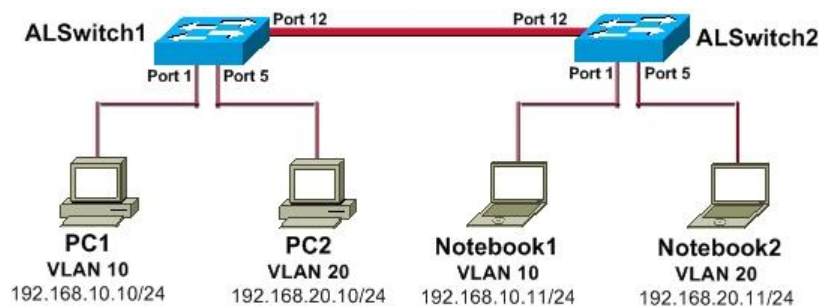 ALSwitch1
Port 12
Port 12
ALSwitch2
Port 1
Port 5
Port 1
Port 5
PC1
VLAN 10
192.168.10.10/24
PC2
VLAN 20
192.168.20.10/24
Notebook1
VLAN 10
192.168.10.11/24
Notebook2
VLAN 20
192.168.20.11/24